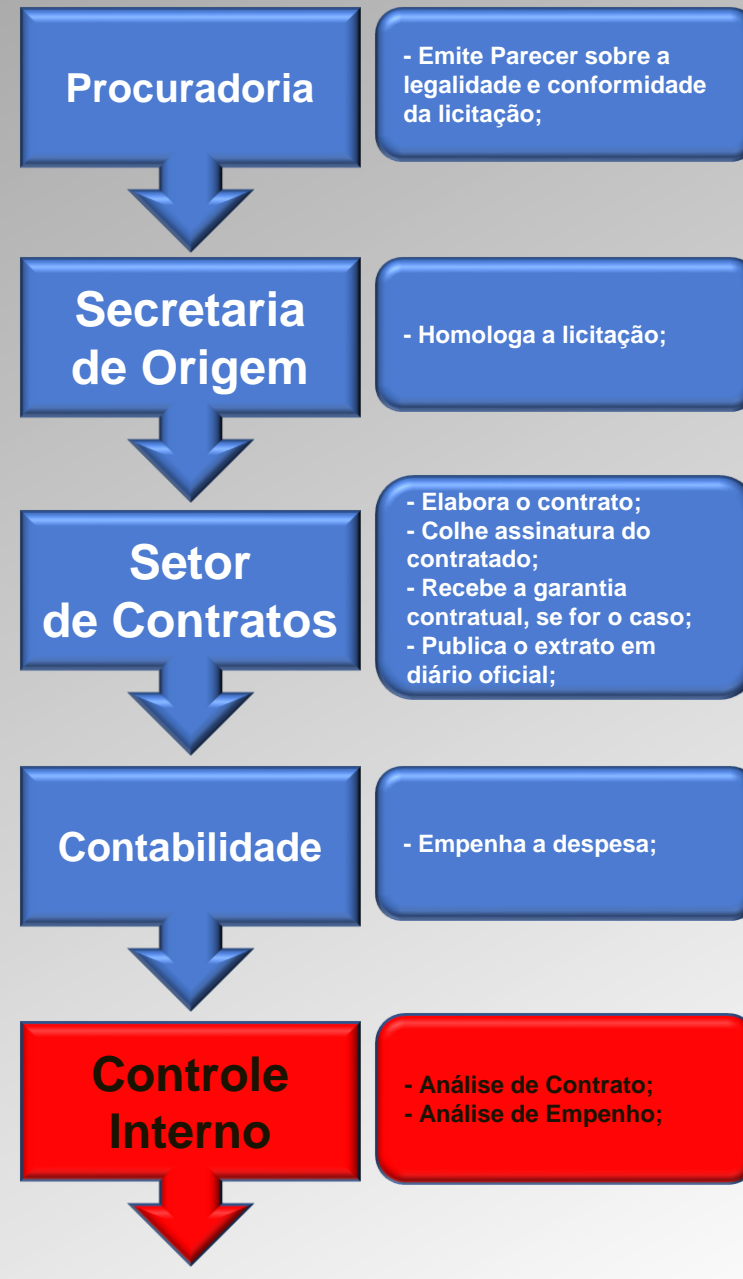 Procuradoria
- Emite Parecer sobre a
legalidade e conformidade
da licitação;
Secretaria
de Origem
- Homologa a licitação;
Setor
de Contratos
- Elabora o contrato;
- Colhe assinatura do
contratado;
- Recebe a garantia
contratual, se for o caso;
- Publica o extrato em
diário oficial;
Contabilidade
- Empenha a despesa;
Controle
Interno
- Análise de Contrato;
- Análise de Empenho;